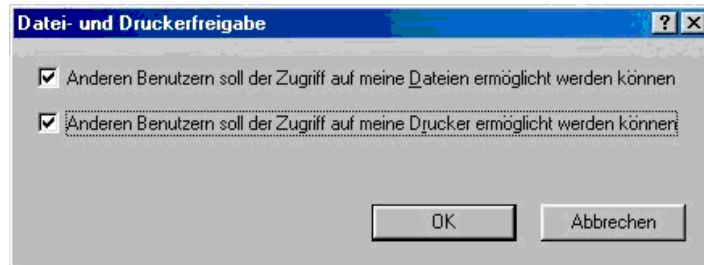 Datei- und Druckerfreigabe
Anderen Benutzern soll der Zugriff auf meine Dateien ermöglicht werden können
Anderen Benutzern soll der Zugriff auf meine Drucker ermöglicht werden können
OK Abbrechen